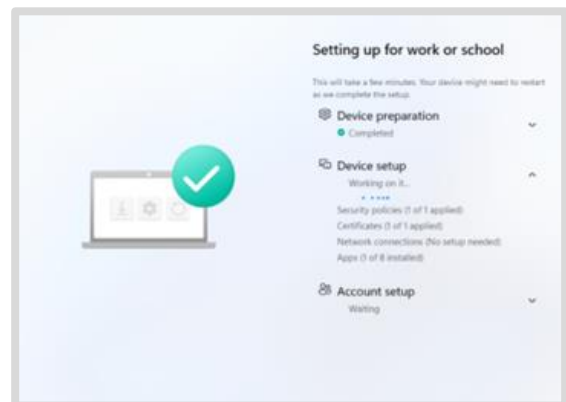 Setting up for work or school
This will take a few minutes. Your device might need to restart
as we complete the setup.
Device preparation
Completed
Device setup
Working on it...
Security policies (1 of 1 applied)
Certificates (1 of 1 applied)
Network connections (No setup needed)
Apps (1 of 8 installed)
Account setup
Waiting